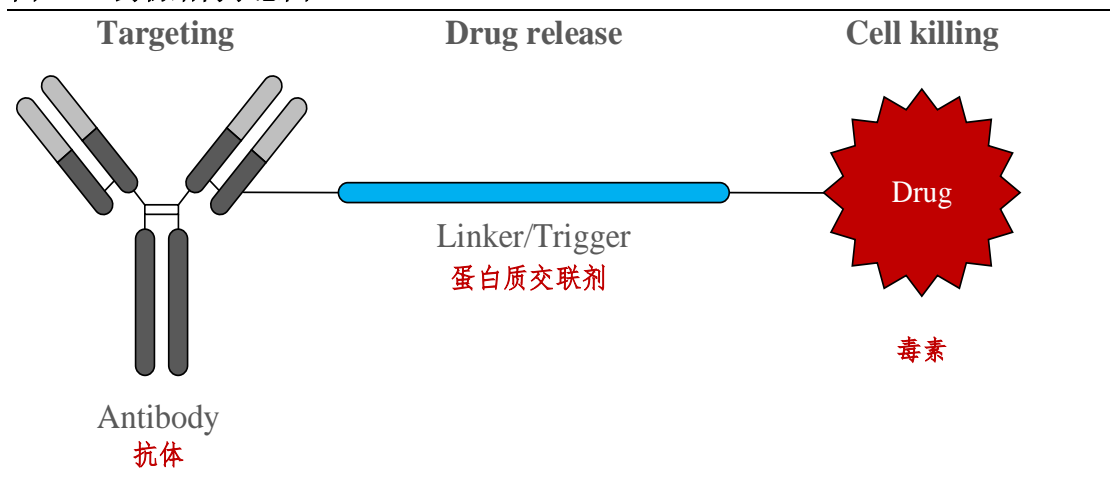 Targeting
Drug release
Cell killing
Drug
Linker/Trigger
蛋白质交联剂
毒素
Antibody
抗体